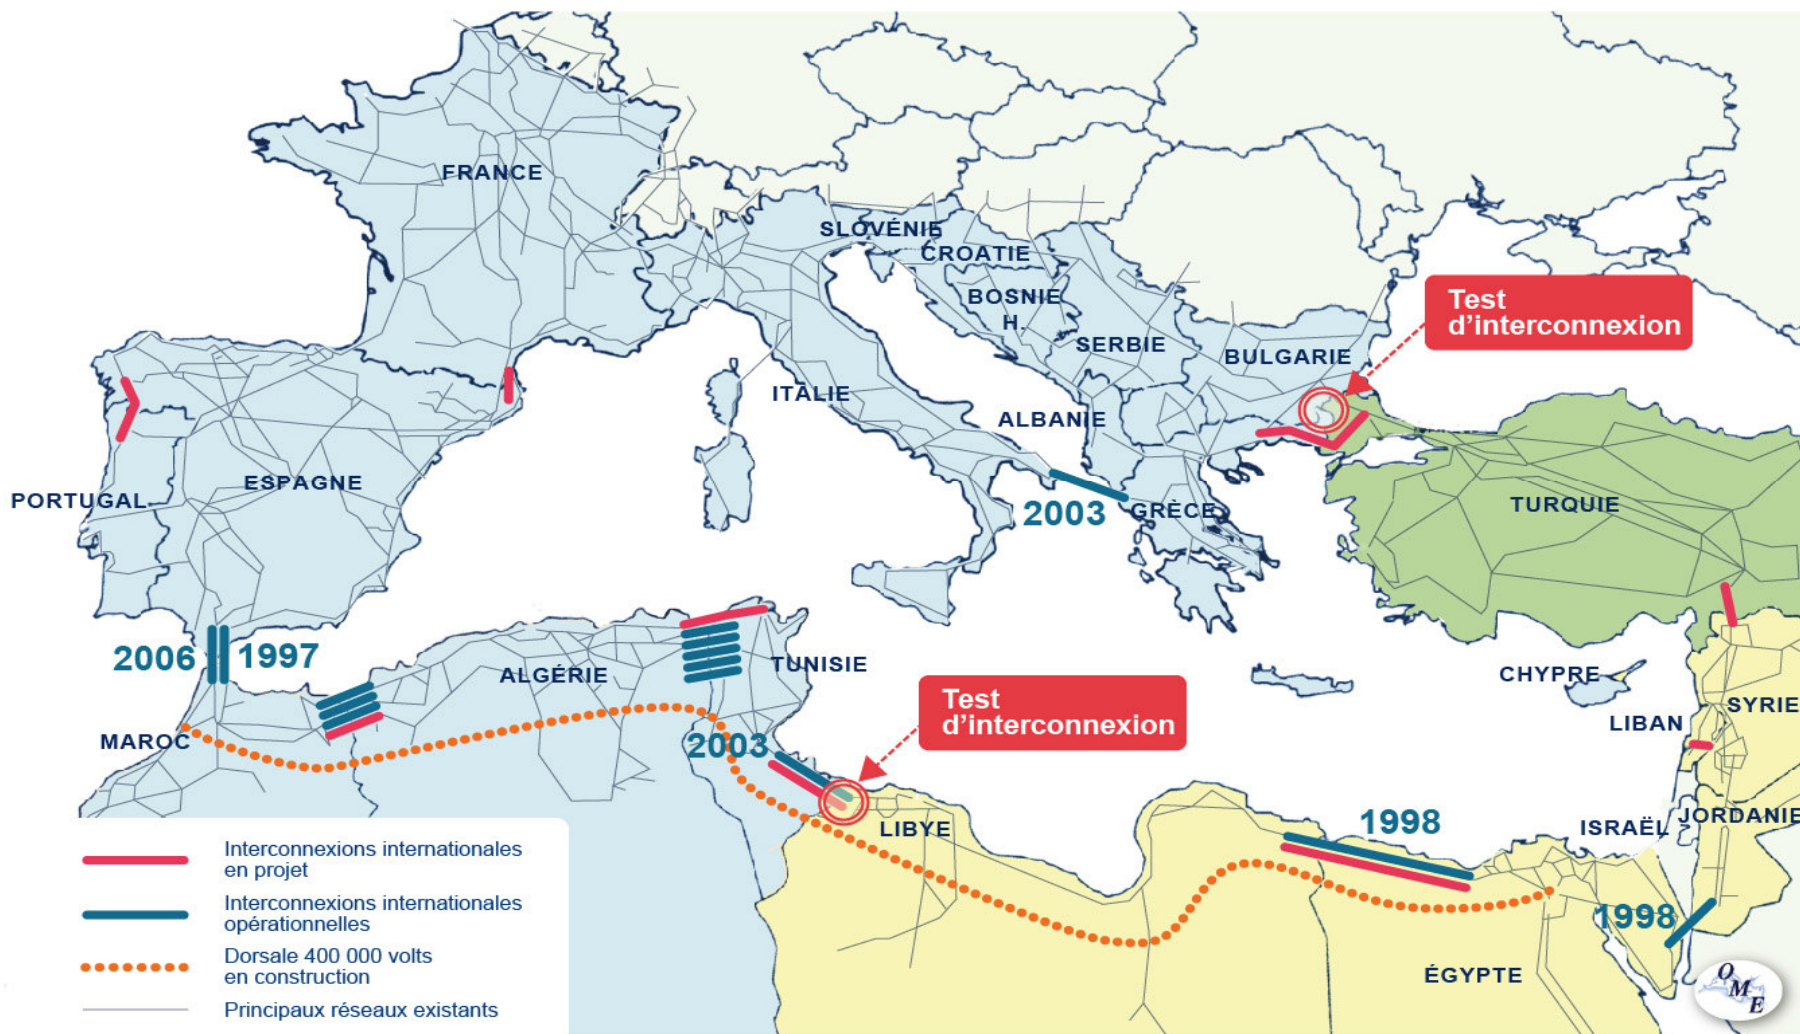 FRANCE
SLOVÉNIE
CROATIE
BOSNIE
H.
SERBIE
BULGARIE
Test
d’interconnexion
ITALIE
ALBANIE
ESPAGNE
PORTUGAL
2003
GRÈCE
TURQUIE
2006
1997
ALGÉRIE
TUNISIE
CHYPRE
SYRIE
LIBAN
MAROC
2003
Test
d’interconnexion
LIBYE
1998
ISRAËL
JORDANIE
1998
ÉGYPTE
Interconnexions internationales
en projet
Interconnexions internationales
opérationnelles
Dorsale 400 000 volts
en construction
Principaux réseaux existants
OME